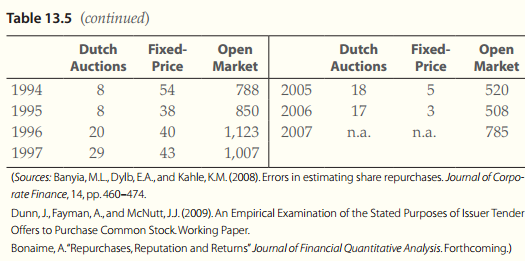 Table 13.5 (continued)
Dutch Fixed- Open Dutch Fixed- Open
Auctions Price Market Auctions Price Market
1994 8 54 788 2005 18 5 520
1995 8 38 850 2006 17 3 508
1996 20 40 1,123 2007 n.a. n.a. 785
1997 29 43 1,007
(Sources: Banyia, M.L., Dylb, E.A., and Kahle, K.M. (2008). Errors in estimating share repurchases. Journal of Corpo-
rate Finance, 14, pp. 460–474.
Dunn, J., Fayman, A., and McNutt, J.J. (2009). An Empirical Examination of the Stated Purposes of Issuer Tender
Offers to Purchase Common Stock. Working Paper.
Bonaime, A. “Repurchases, Reputation and Returns” Journal of Financial Quantitative Analysis. Forthcoming.)